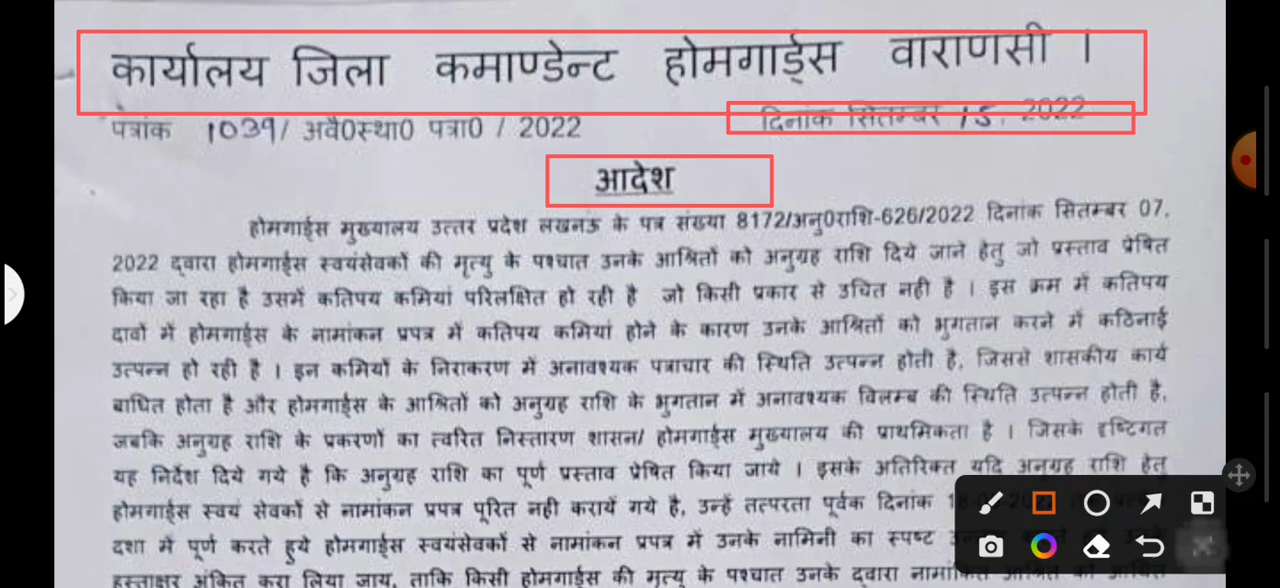 कार्यालय जिला कमाण्डेन्ट होमगार्ड्स वाराणसी ।
पत्रांक 1039/ अवै0स्था0 पत्रा0 / 2022 दिनांक सितम्बर 15, 2022
आदेश
होमगार्ड्स मुख्यालय उत्तर प्रदेश लखनऊ के पत्र संख्या 8172/अनु0राशि-626/2022 दिनांक सितम्बर 07,
2022 द्वारा होमगार्ड्स स्वयंसेवकों की मृत्यु के पश्चात उनके आश्रितों को अनुग्रह राशि दिये जाने हेतु जो प्रस्ताव प्रेषित
किया जा रहा है उसमें कतिपय कमियां परिलक्षित हो रही है जो किसी प्रकार से उचित नही है । इस क्रम में कतिपय
दावों में होमगार्ड्स के नामांकन प्रपत्र में कतिपय कमियां होने के कारण उनके आश्रितों को भुगतान करने में कठिनाई
उत्पन्न हो रही है । इन कमियों के निराकरण में अनावश्यक पत्राचार की स्थिति उत्पन्न होती है, जिससे शासकीय कार्य
बाधित होता है और होमगार्ड्स के आश्रितों को अनुग्रह राशि के भुगतान में अनावश्यक विलम्ब की स्थिति उत्पन्न होती है,
जबकि अनुग्रह राशि के प्रकरणों का त्वरित निस्तारण शासन/ होमगार्ड्स मुख्यालय की प्राथमिकता है । जिसके दृष्टिगत
यह निर्देश दिये गये है कि अनुग्रह राशि का पूर्ण प्रस्ताव प्रेषित किया जाये । इसके अतिरिक्त यदि अनुग्रह राशि हेतु
होमगार्ड्स स्वयं सेवकों से नामांकन प्रपत्र पूरित नही करायें गये है, उन्हें तत्परता पूर्वक दिनांक
दशा में पूर्ण करते हुये होमगार्ड्स स्वयंसेवकों से नामांकन प्रपत्र में उनके नामिनी का स्पष्ट
हस्ताक्षर अंकित करा लिया जाय, ताकि किसी होमगार्ड्स की मृत्यु के पश्चात उनके द्वारा